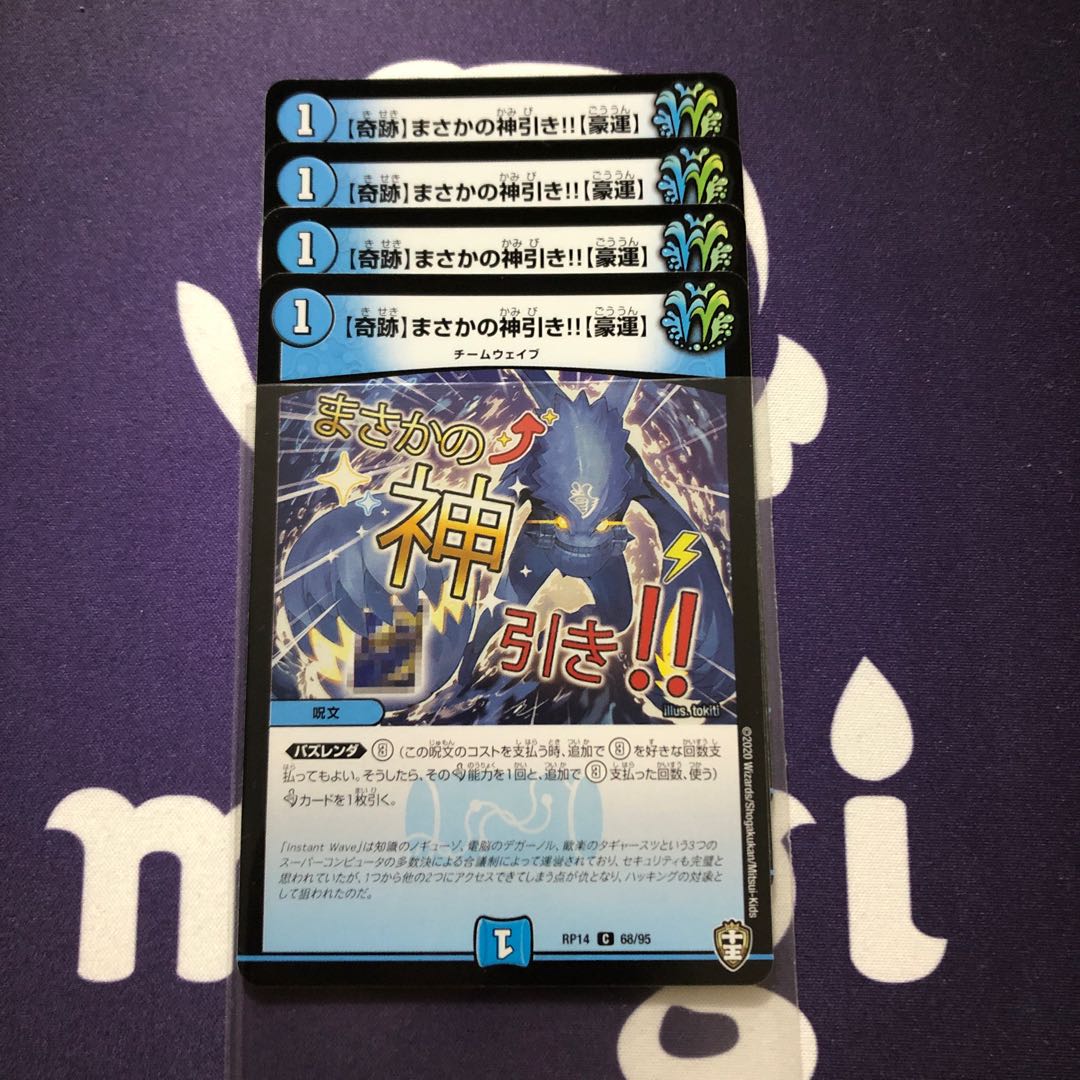 1 【奇跡】まさかの神引き!!【豪運】
1 【奇跡】まさかの神引き!!【豪運】
1 【奇跡】まさかの神引き!!【豪運】
1 【奇跡】まさかの神引き!!【豪運】
チームウェイブ
まさかの
神
引き!!
illus. tokiti
呪文
バズレンダ ③(この呪文のコストを支払う時、追加で③を好きな回数支
払ってもよい。そうしたら、その能力を1回と、追加で③支払った回数、使う)
カードを1枚引く。
「Instant Wave」は知識のノギューゾ、電脳のデガーノル、歓楽のタギャースツという3つの
スーパーコンピュータの多数決による合議制によって運営されており、セキュリティも完璧と
思われていたが、1つから他の2つにアクセスできてしまう点が仇となり、ハッキングの対象と
して狙われたのだ。
1
RP14 C 68/95
©2020 Wizards/Shogakukan/Mitsui-Kids